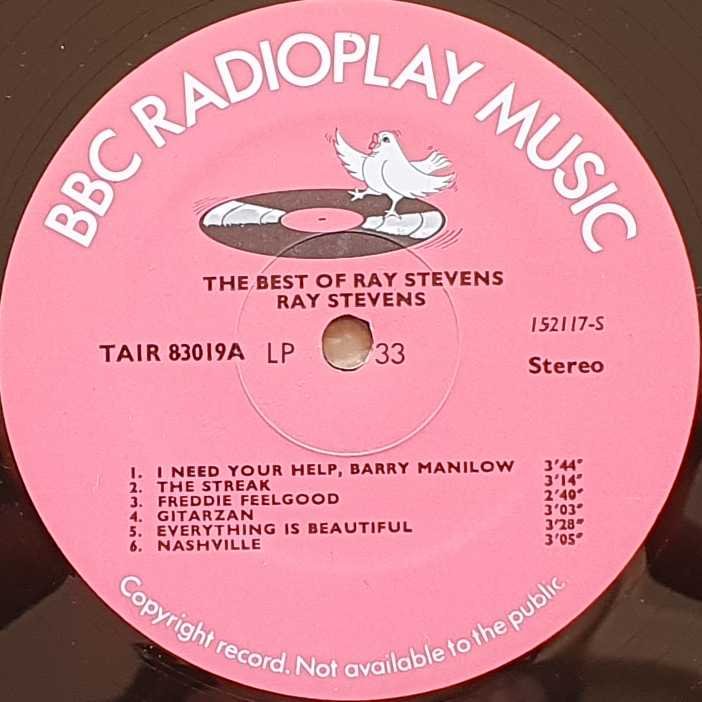 BBC RADIOPLAY MUSIC
THE BEST OF RAY STEVENS
RAY STEVENS
152117-S
TAIR 83019A LP 33
Stereo
1. I NEED YOUR HELP, BARRY MANILOW 3'44"
2. THE STREAK 3'14"
3. FREDDIE FEELGOOD 2'40"
4. GITARZAN 3'03"
5. EVERYTHING IS BEAUTIFUL 3'28"
6. NASHVILLE 3'05"
Copyright record. Not available to the public.